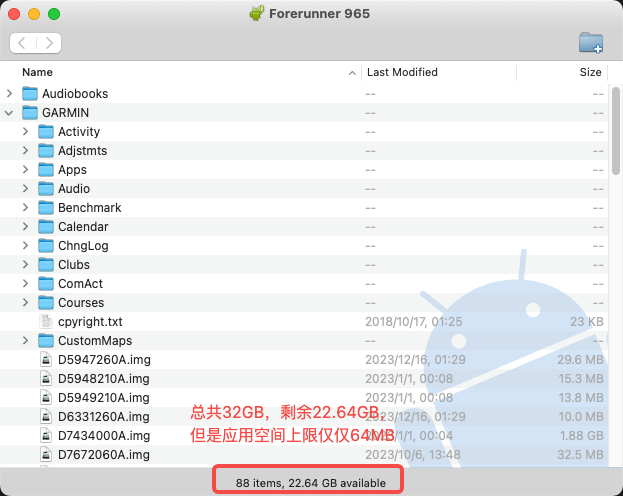 Forerunner 965
Name Last Modified Size
Audiobooks -- --
GARMIN -- --
Activity -- --
Adjstmts -- --
Apps -- --
Audio -- --
Benchmark -- --
Calendar -- --
ChngLog -- --
Clubs -- --
ComAct -- --
Courses -- --
cpyright.txt 2018/10/17, 01:25 23 KB
CustomMaps -- --
D5947260A.img 2023/12/16, 01:29 29.6 MB
D5948210A.img 2023/1/1, 00:08 15.3 MB
D5949210A.img 2023/1/1, 00:08 13.8 MB
D6331260A.img 2023/12/16, 01:29 10.0 MB
D7434000A.img 2023/1/1, 00:04 1.88 GB
D7672060A.img 2023/10/6, 13:48 32.5 MB
总共32GB，剩余22.64GB，
但是应用空间上限仅仅64MB
88 items, 22.64 GB available